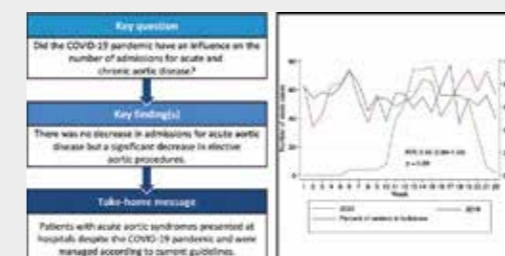 Key question
Did the COVID-19 pandemic have an influence on the
number of admissions for acute and
chronic aortic disease?
Key finding(s)
There was no decrease in admissions for acute aortic
disease but a significant decrease in elective
aortic procedures.
Take-home message
Patients with acute aortic syndromes presented at
hospitals despite the COVID-19 pandemic and were
managed according to current guidelines.
Number of
Week
2020
2019
Percent of centers in lockdown